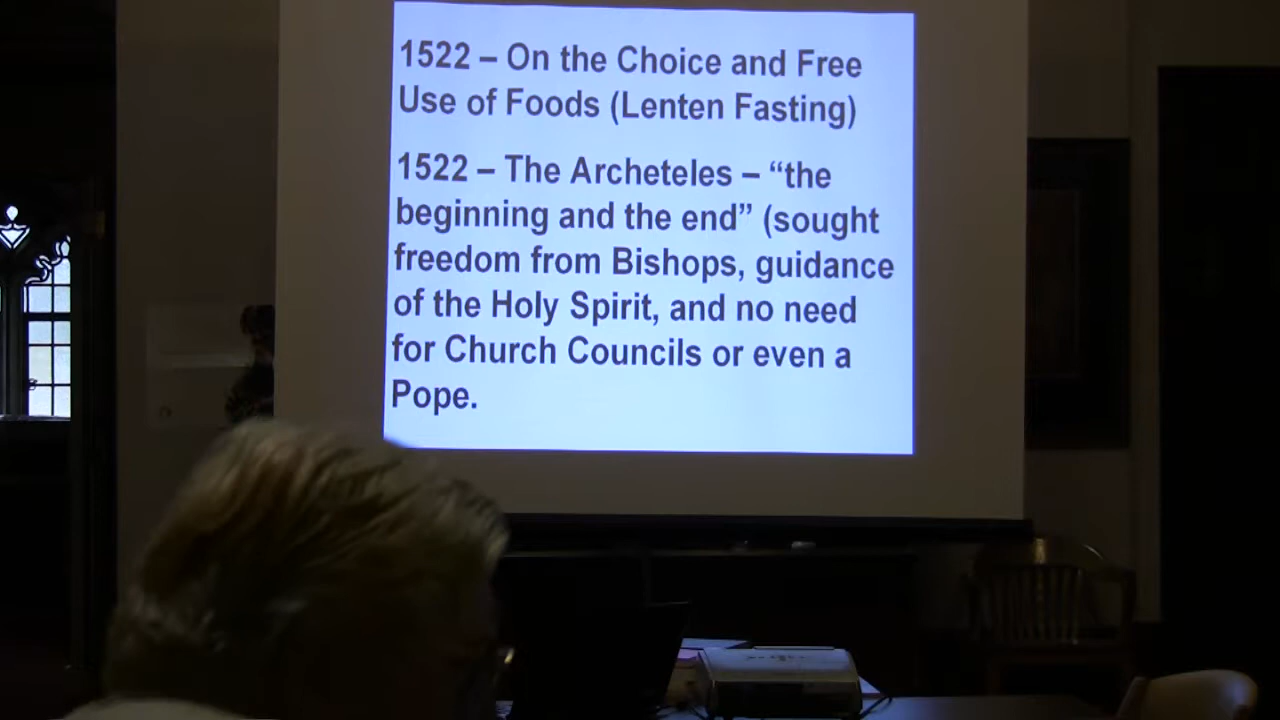 1522 – On the Choice and Free
Use of Foods (Lenten Fasting)
1522 – The Archeteles – “the
beginning and the end” (sought
freedom from Bishops, guidance
of the Holy Spirit, and no need
for Church Councils or even a
Pope.